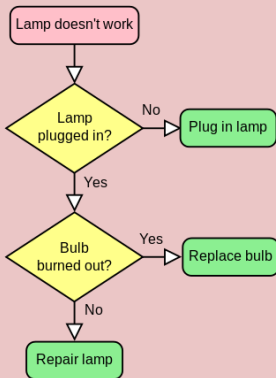 Lamp doesn't work
Lamp
plugged in?
No
Plug in lamp
Yes
Bulb
burned out?
Yes
Replace bulb
No
Repair lamp